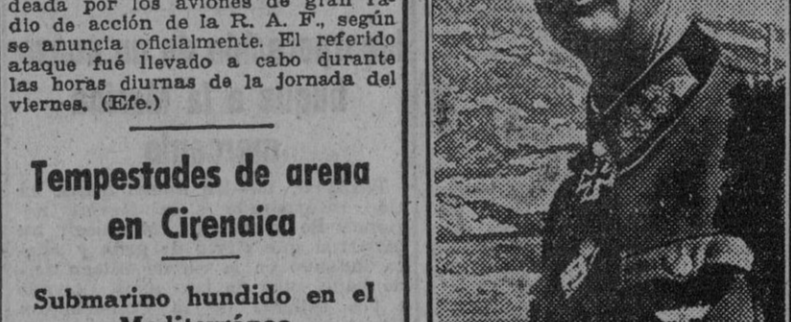 deada por los aviones de gran ra-
dio de acción de la R. A. F., según
se anuncia oficialmente. El referido
ataque fué llevado a cabo durante
las horas diurnas de la jornada del
viernes. (Efe.)
Tempestades de arena
en Cirenaica
Submarino hundido en el